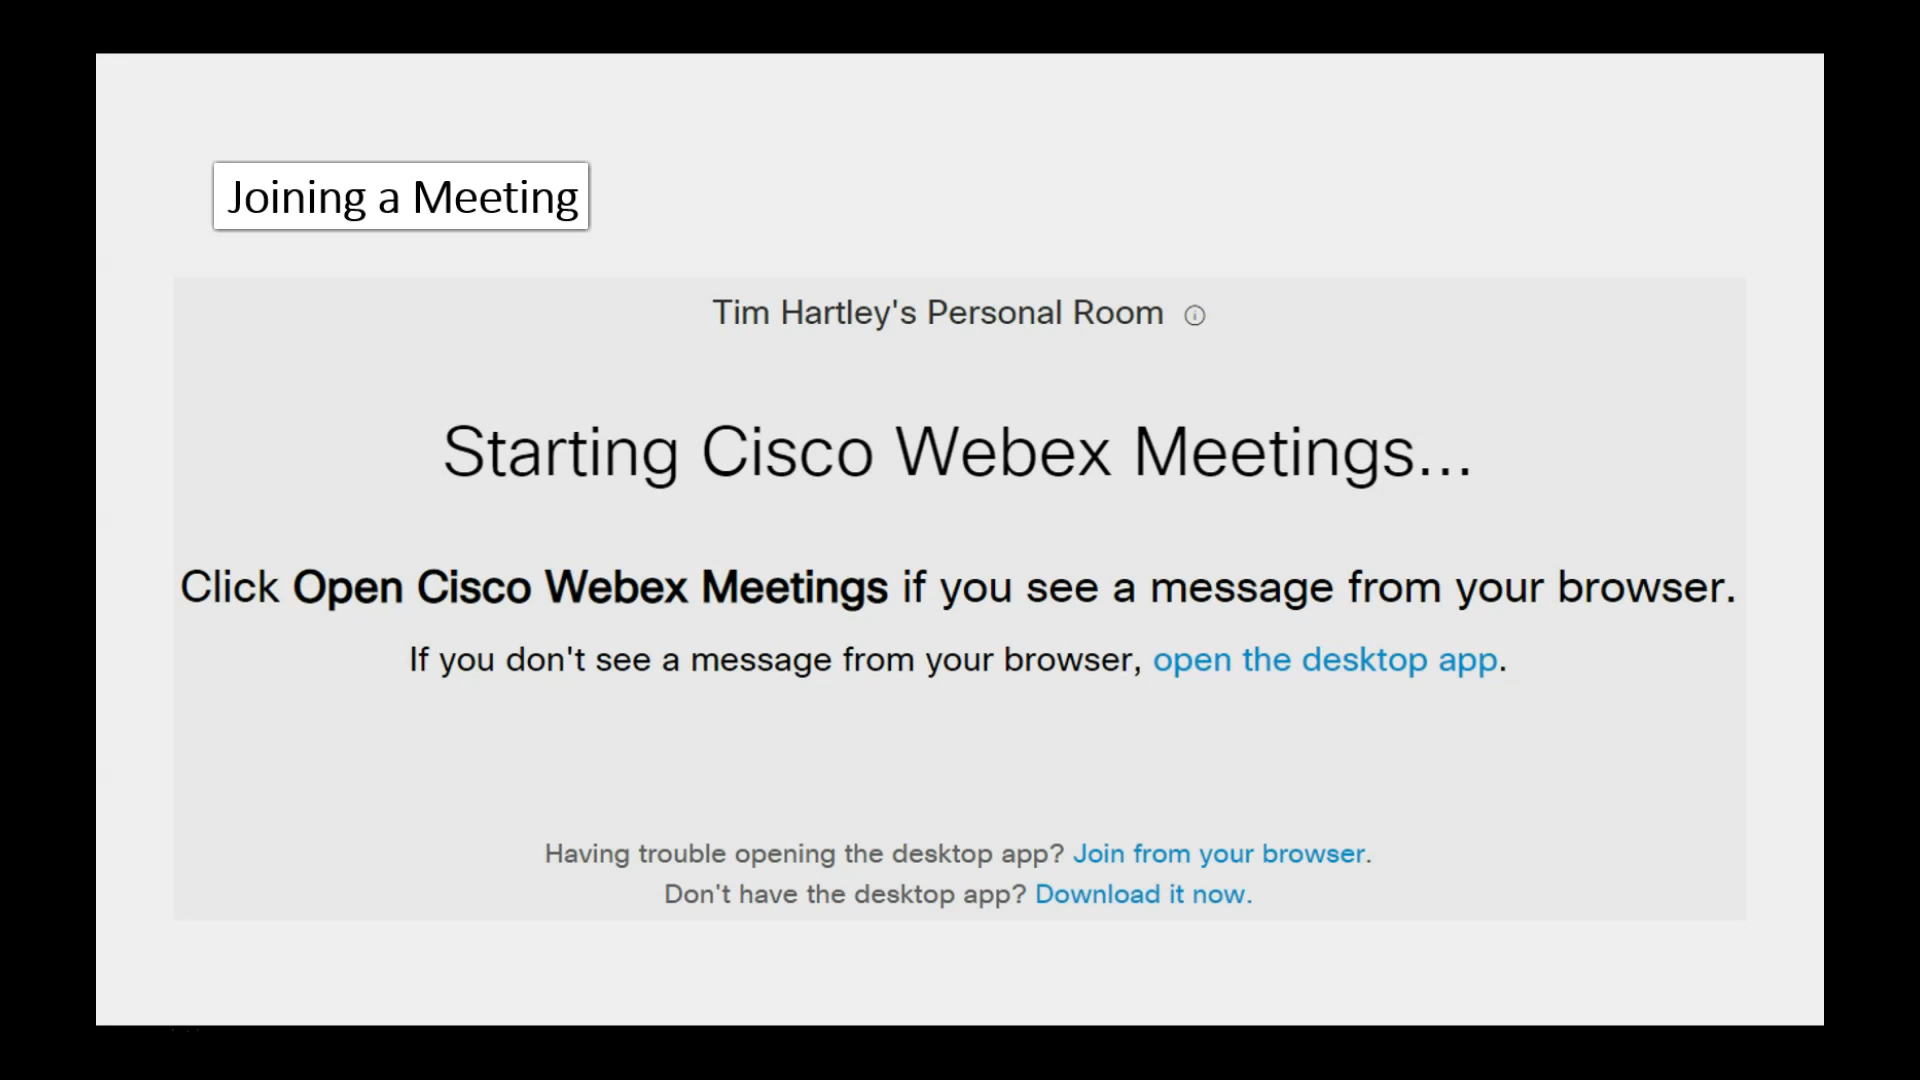 Joining a Meeting
Tim Hartley's Personal Room
Starting Cisco Webex Meetings...
Click Open Cisco Webex Meetings if you see a message from your browser.
If you don't see a message from your browser, open the desktop app.
Having trouble opening the desktop app? Join from your browser.
Don't have the desktop app? Download it now.